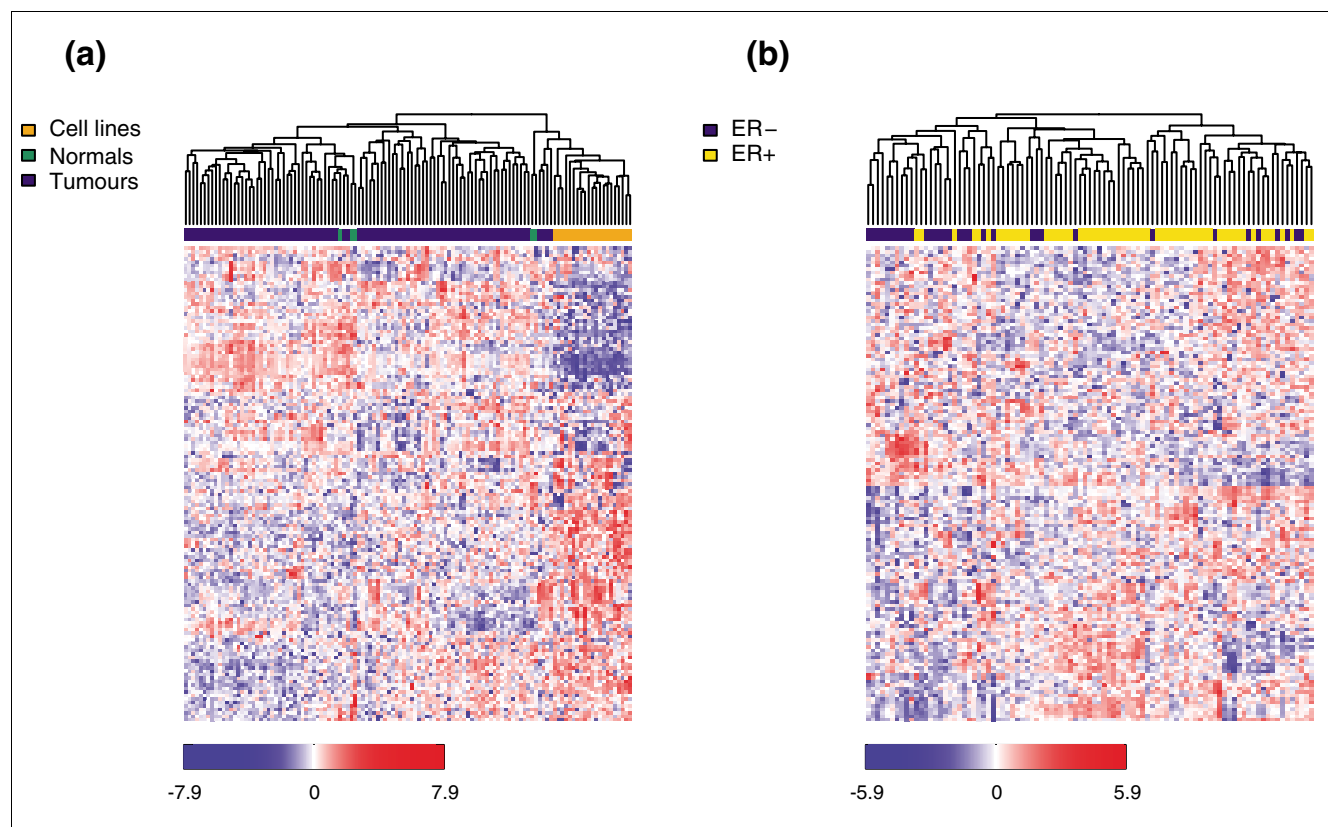 (a)
Cell lines
Normals
Tumours
-7.9 0 7.9
(b)
ER−
ER+
-5.9 0 5.9